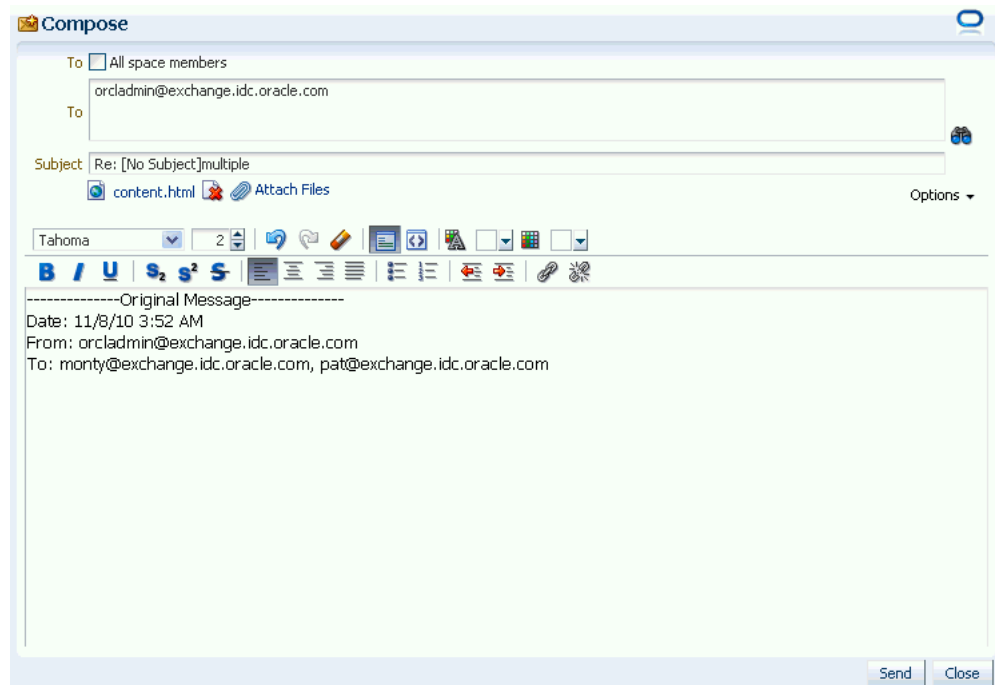 Compose
To All space members
To orcladmin@exchange.idc.oracle.com
Subject Re: [No Subject]multiple
content.html Attach Files Options
Tahoma 2
B I U S2 S2 S
--------------Original Message--------------
Date: 11/8/10 3:52 AM
From: orcladmin@exchange.idc.oracle.com
To: monty@exchange.idc.oracle.com, pat@exchange.idc.oracle.com
Send Close